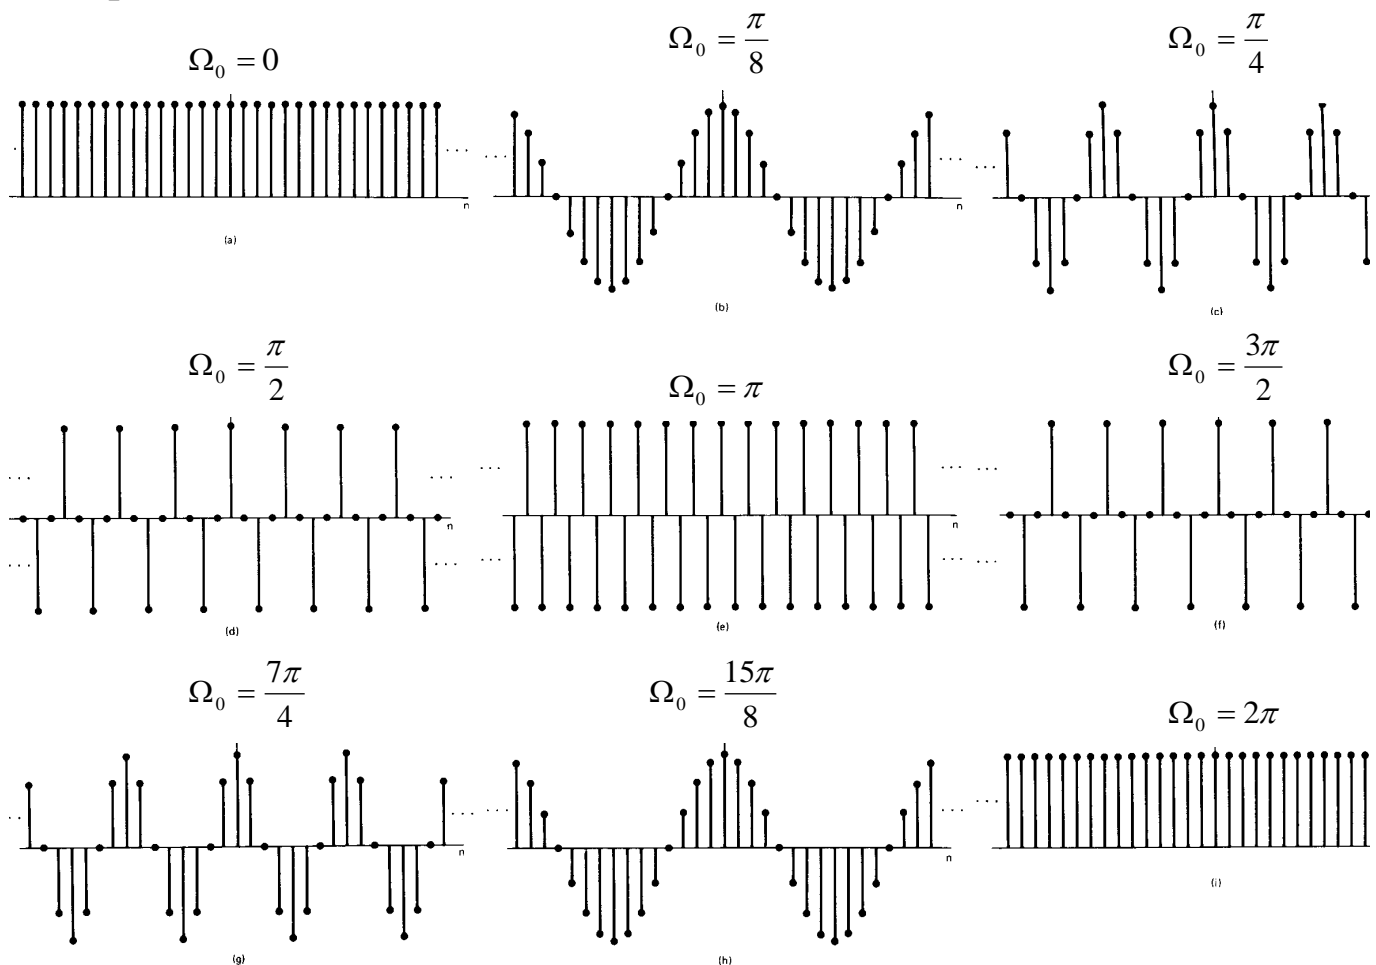 Ω₀ = 0
Ω₀ = π/8
Ω₀ = π/4
n
n
(a)
(b)
(c)
Ω₀ = π/2
Ω₀ = π
Ω₀ = 3π/2
n
n
(d)
(e)
(f)
Ω₀ = 7π/4
Ω₀ = 15π/8
Ω₀ = 2π
n
n
(g)
(h)
(i)